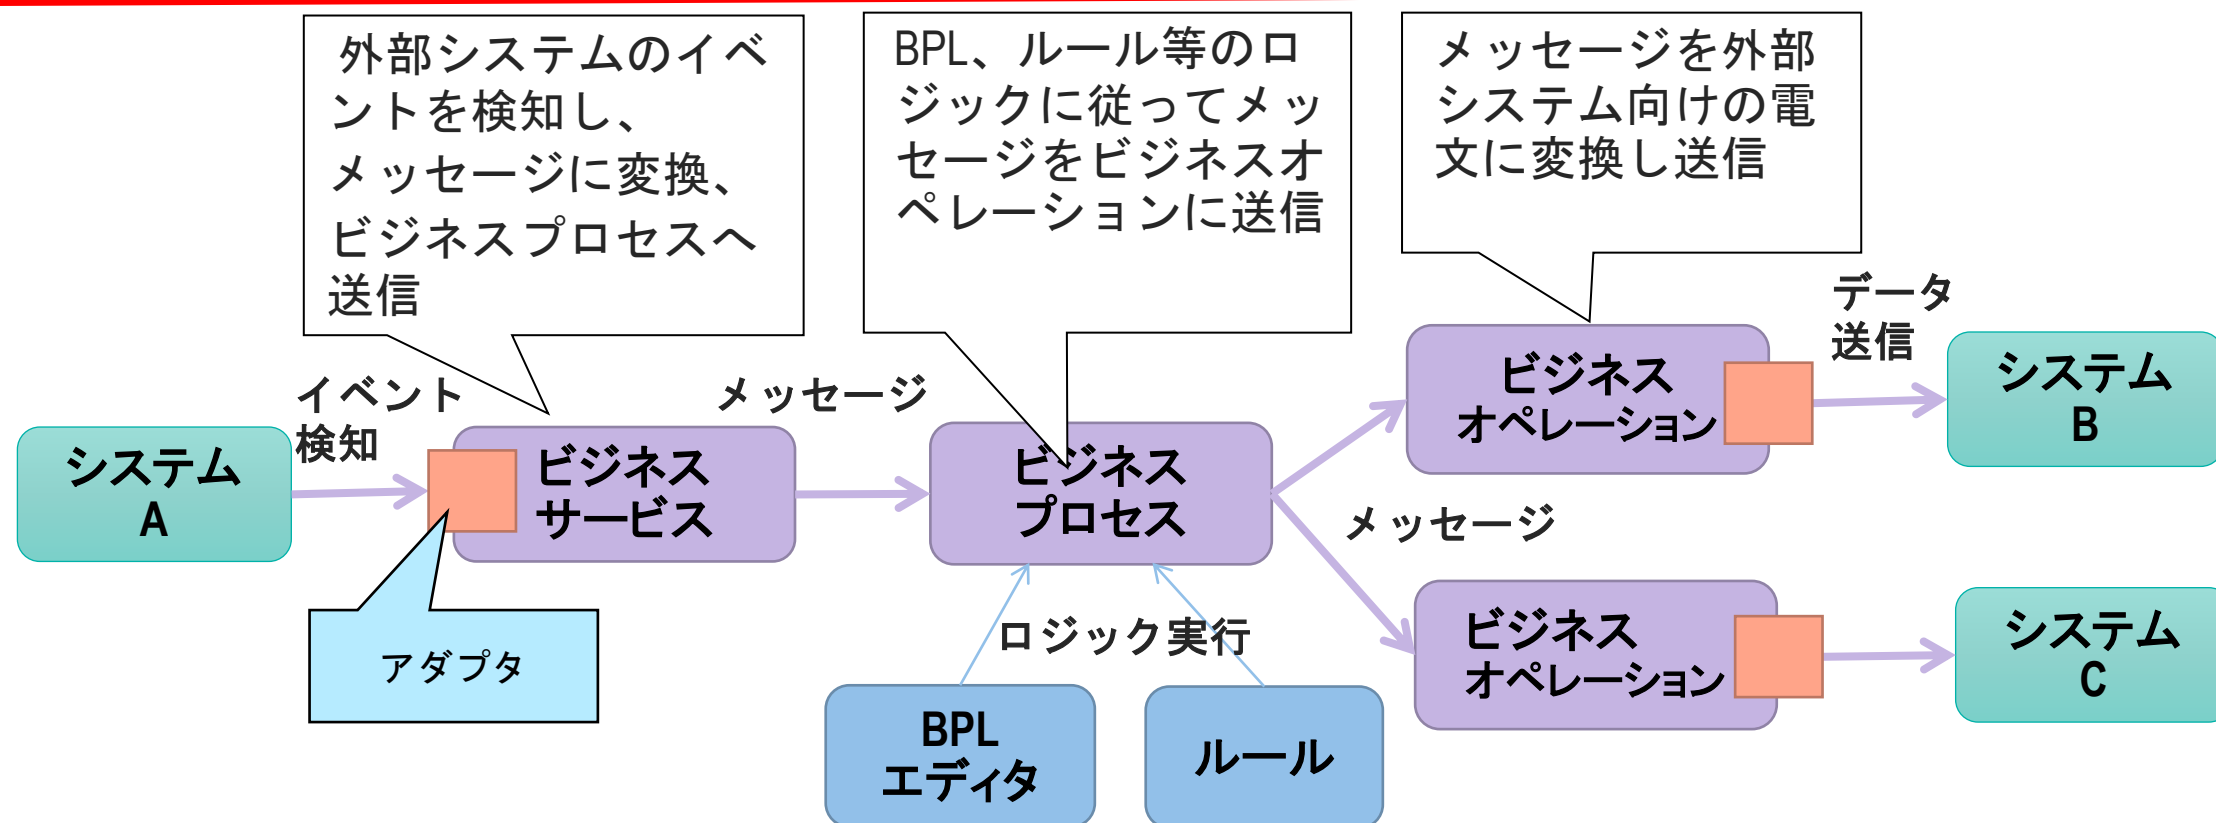 外部システムのイベ
ントを検知し、
メッセージに変換、
ビジネスプロセスへ
送信
BPL、ルール等のロ
ジックに従ってメッ
セージをビジネスオ
ペレーションに送信
メッセージを外部
システム向けの電
文に変換し送信
データ
送信
イベント
検知
メッセージ
システム
A
ビジネス
サービス
ビジネス
プロセス
ビジネス
オペレーション
システム
B
メッセージ
アダプタ
ロジック実行
ビジネス
オペレーション
システム
C
BPL
エディタ
ルール